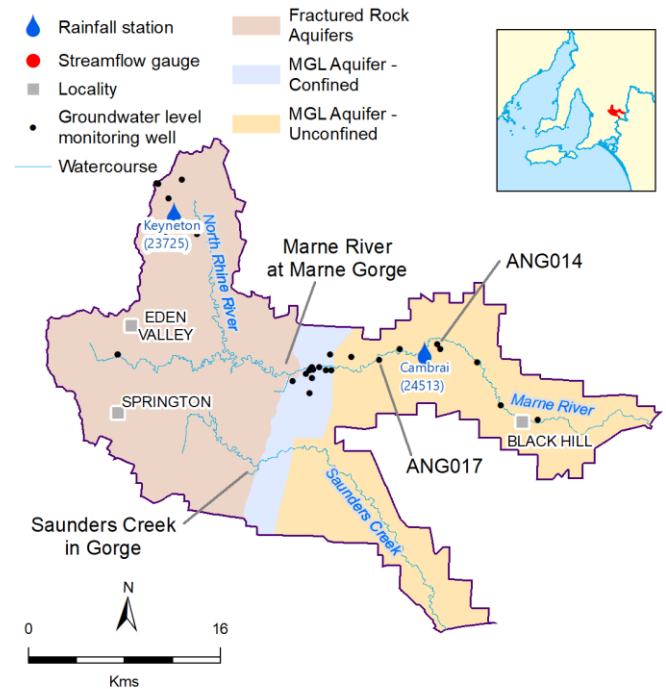 Rainfall station
Streamflow gauge
Locality
Groundwater level
monitoring well
Watercourse
Fractured Rock
Aquifers
MGL Aquifer -
Confined
MGL Aquifer -
Unconfined
Keyneton
(23725)
North Rhine River
Marne River
at Marne Gorge
ANG014
EDEN
VALLEY
Cambrai
(24513)
SPRINGTON
Marne River
BLACK HILL
ANG017
Saunders Creek
in Gorge
Saunders Creek
N
0
16
Kms